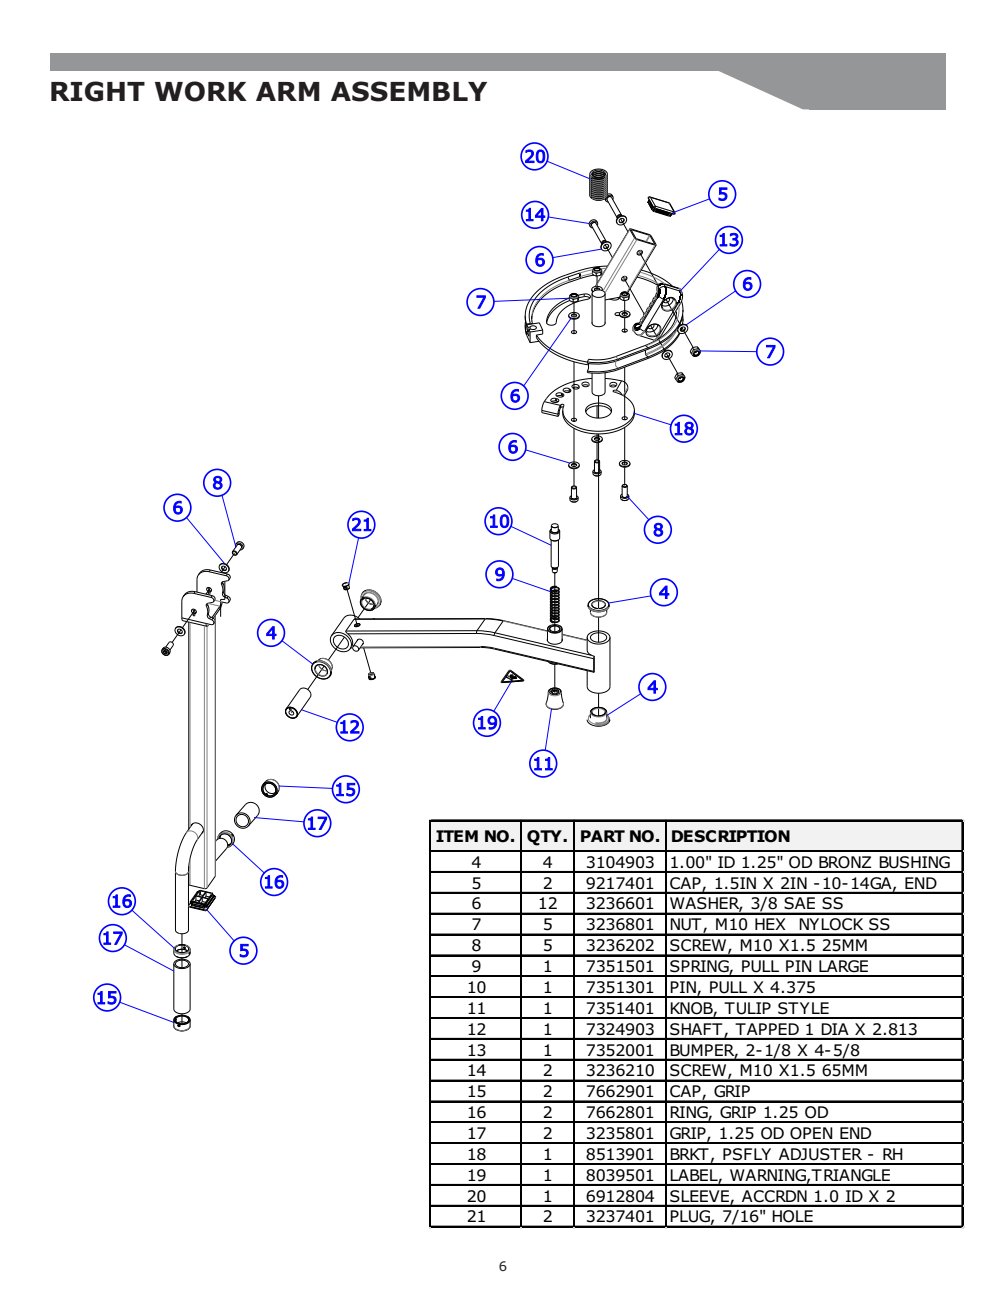 RIGHT WORK ARM ASSEMBLY
20
5
14
13
6
6
7
7
6
18
6
8
8
6
21
10
9
4
4
4
12
19
11
15
17
16
16
17
5
15
ITEM NO. QTY. PART NO. DESCRIPTION
4 4 3104903 1.00" ID 1.25" OD BRONZ BUSHING
5 2 9217401 CAP, 1.5IN X 2IN -10-14GA, END
6 12 3236601 WASHER, 3/8 SAE SS
7 5 3236801 NUT, M10 HEX NYLOCK SS
8 5 3236202 SCREW, M10 X1.5 25MM
9 1 7351501 SPRING, PULL PIN LARGE
10 1 7351301 PIN, PULL X 4.375
11 1 7351401 KNOB, TULIP STYLE
12 1 7324903 SHAFT, TAPPED 1 DIA X 2.813
13 1 7352001 BUMPER, 2-1/8 X 4-5/8
14 2 3236210 SCREW, M10 X1.5 65MM
15 2 7662901 CAP, GRIP
16 2 7662801 RING, GRIP 1.25 OD
17 2 3235801 GRIP, 1.25 OD OPEN END
18 1 8513901 BRKT, PSFLY ADJUSTER - RH
19 1 8039501 LABEL, WARNING,TRIANGLE
20 1 6912804 SLEEVE, ACCRDN 1.0 ID X 2
21 2 3237401 PLUG, 7/16" HOLE
6